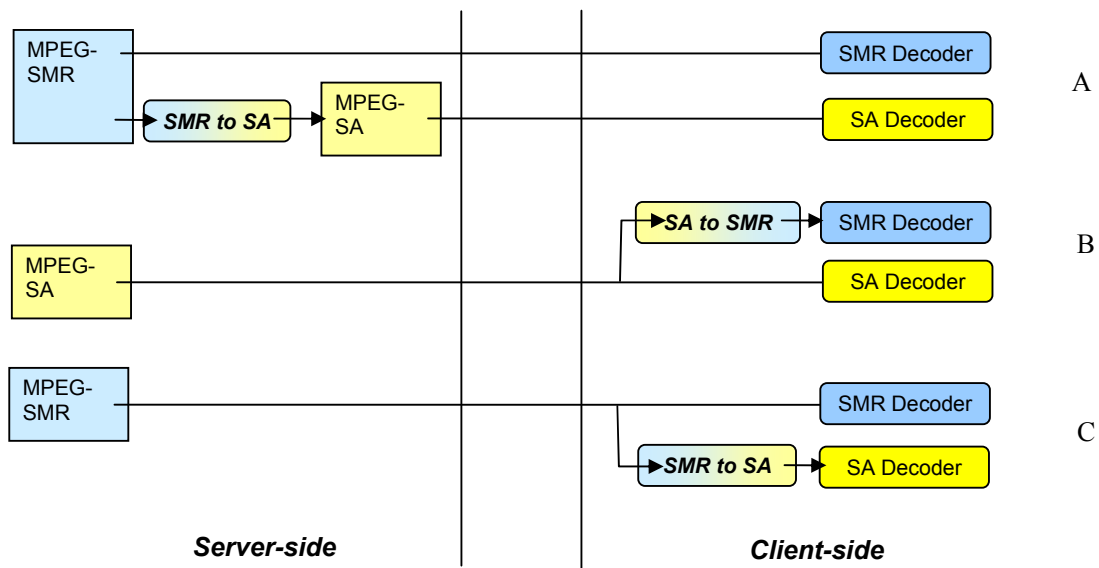 MPEG-
SMR
SMR Decoder
A
SMR to SA
MPEG-
SA
SA Decoder
SA to SMR
SMR Decoder
B
MPEG-
SA
SA Decoder
MPEG-
SMR
SMR Decoder
C
SMR to SA
SA Decoder
Server-side
Client-side